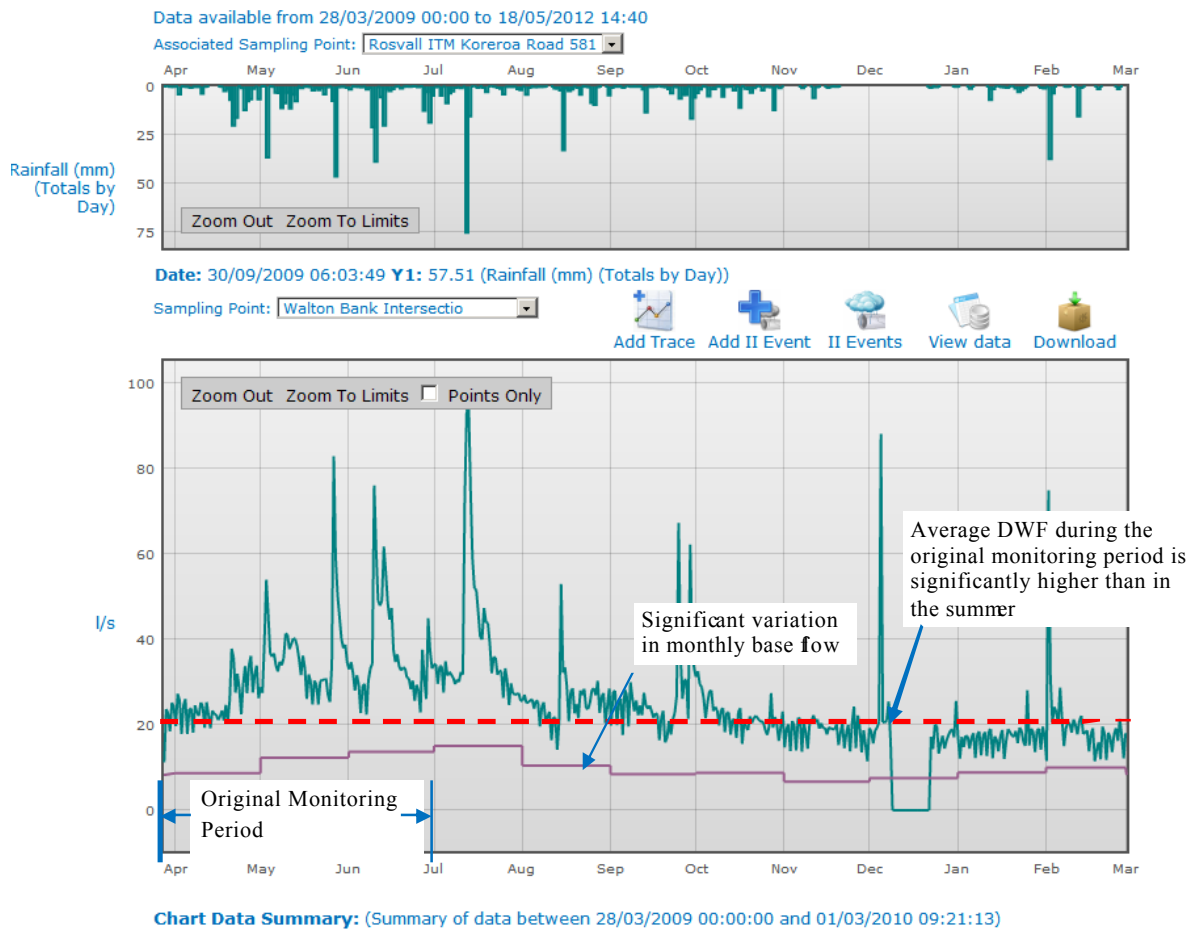 Data available from 28/03/2009 00:00 to 18/05/2012 14:40
Associated Sampling Point: Rosvall ITM Koreroa Road 581
Apr May Jun Jul Aug Sep Oct Nov Dec Jan Feb Mar
0
25
50
75
Rainfall (mm)
(Totals by
Day)
Zoom Out Zoom To Limits
Date: 30/09/2009 06:03:49 Y1: 57.51 (Rainfall (mm) (Totals by Day))
Sampling Point: Walton Bank Intersectio
Add Trace Add II Event II Events View data Download
Zoom Out Zoom To Limits Points Only
100
80
60
40
20
0
l/s
Average DWF during the
original monitoring period is
significantly higher than in
the summer
Significant variation
in monthly base flow
Original Monitoring
Period
Apr May Jun Jul Aug Sep Oct Nov Dec Jan Feb Mar
Chart Data Summary: (Summary of data between 28/03/2009 00:00:00 and 01/03/2010 09:21:13)